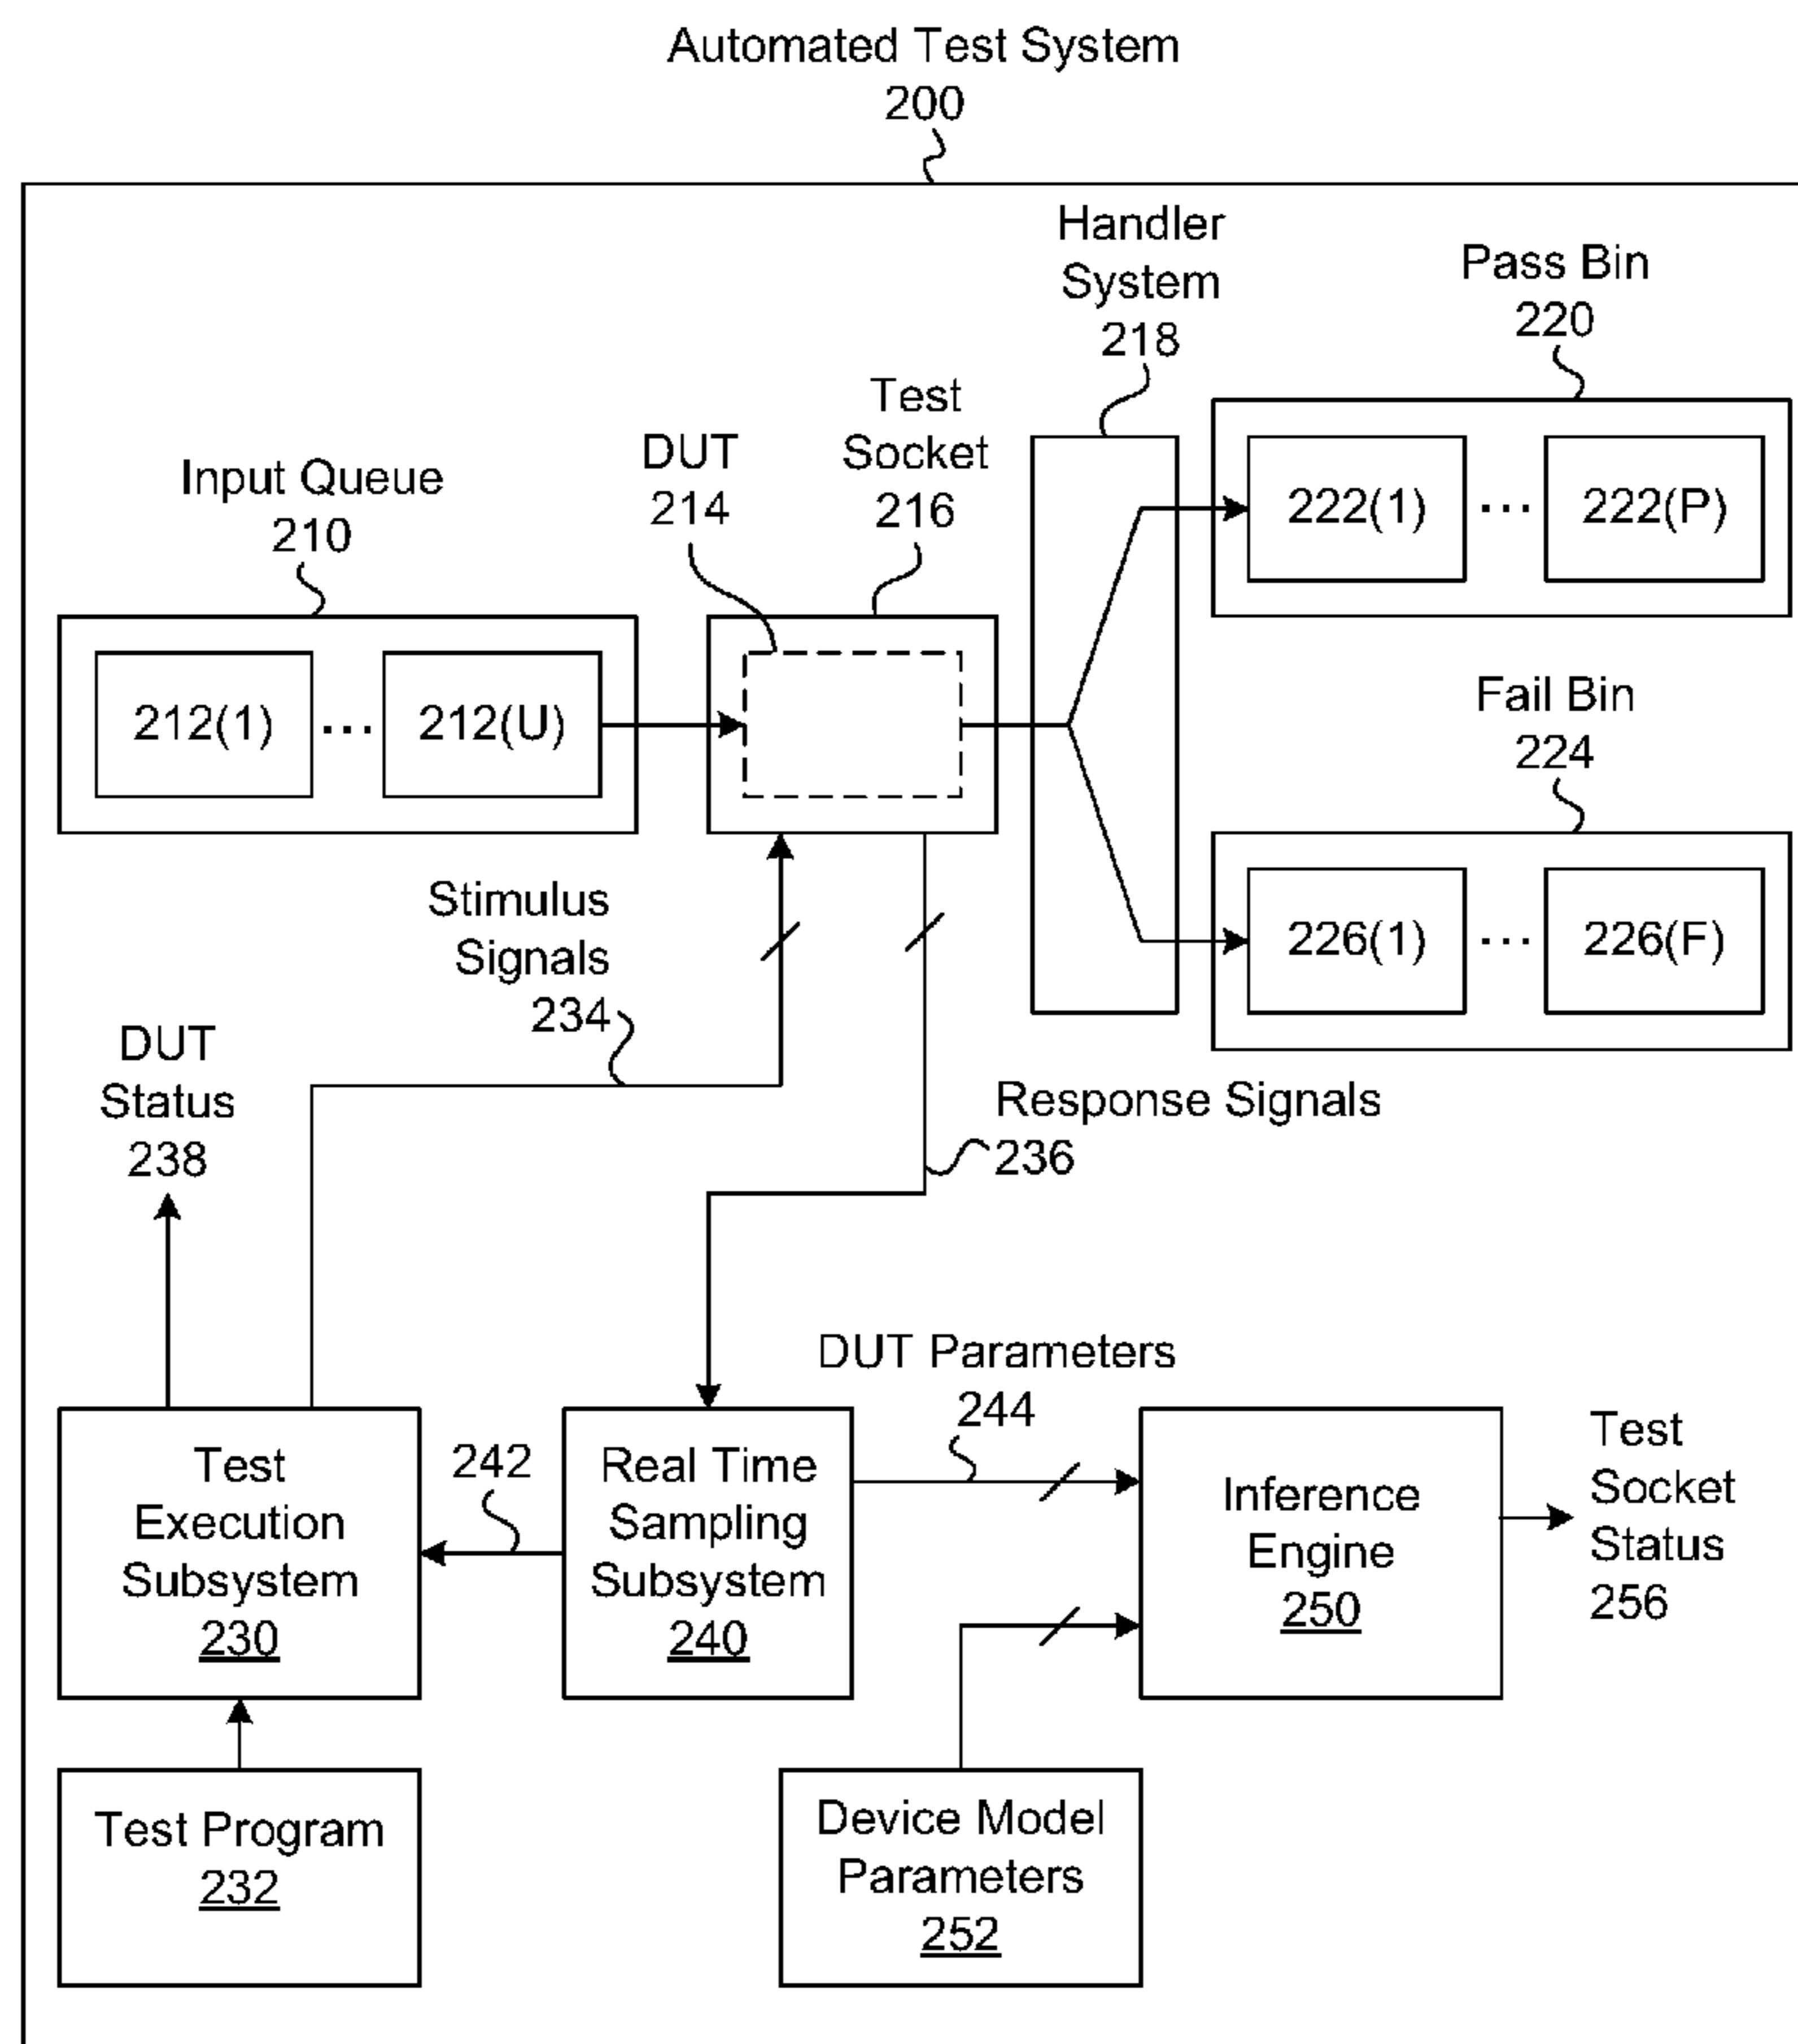 Automated Test System
200
Handler
System
218
Pass Bin
220
Test
Socket
216
DUT
214
Input Queue
210
222(1)
...
222(P)
212(1)
...
212(U)
Fail Bin
224
226(1)
...
226(F)
Stimulus
Signals
234
DUT
Status
238
Response Signals
236
DUT Parameters
244
242
Test
Execution
Subsystem
230
Real Time
Sampling
Subsystem
240
Inference
Engine
250
Test
Socket
Status
256
Test Program
232
Device Model
Parameters
252